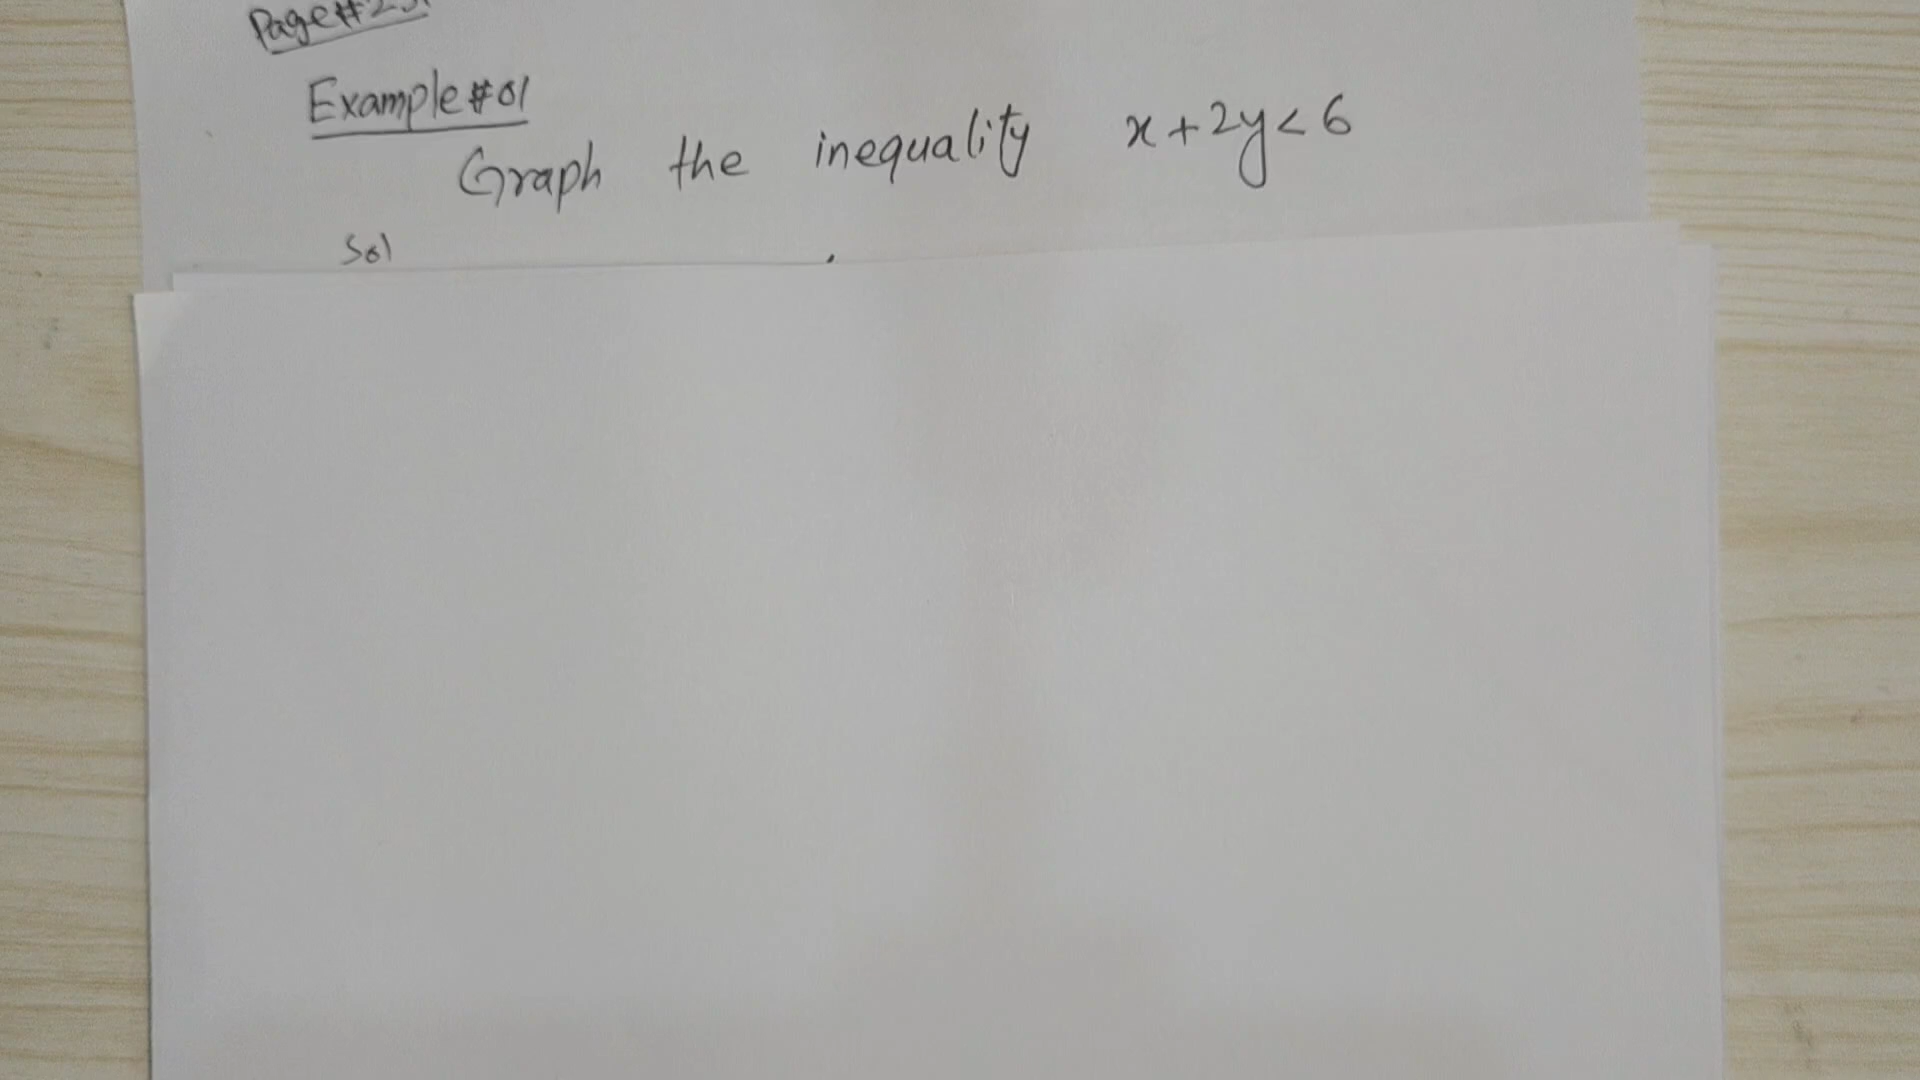 Example #01
Graph the inequality x + 2y < 6
Sol